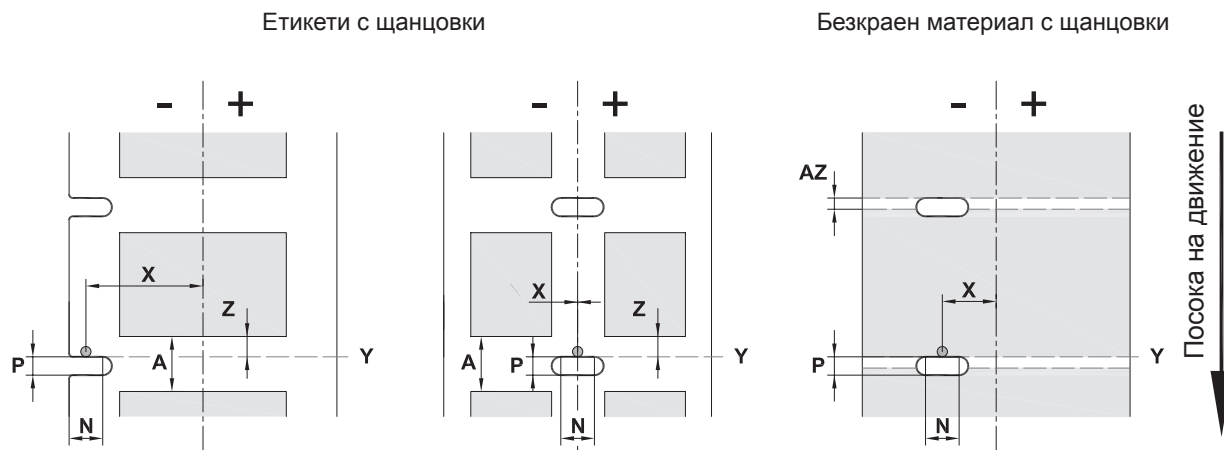 Етикети с щанцовки
Безкраен материал с щанцовки
- +
- +
- +
Посока на движение
AZ
X
X
X
Z
Z
P
A
Y
A
P
Y
P
Y
N
N
N